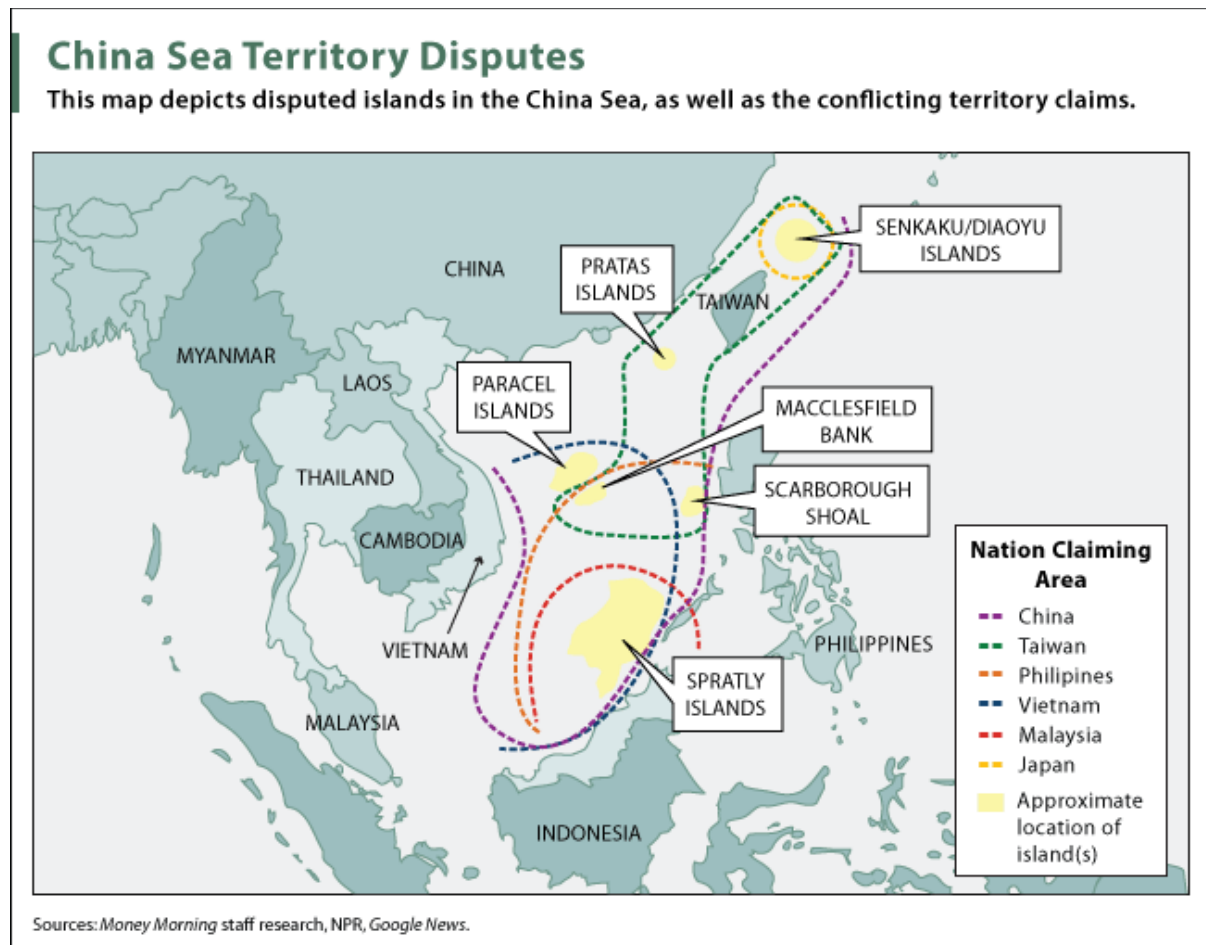 China Sea Territory Disputes
This map depicts disputed islands in the China Sea, as well as the conflicting territory claims.
SENKAKU/DIAOYU
ISLANDS
CHINA
PRATAS
ISLANDS
TAIWAN
MYANMAR
LAOS
PARACEL
ISLANDS
MACCLESFIELD
BANK
THAILAND
SCARBOROUGH
SHOAL
CAMBODIA
VIETNAM
PHILIPPINES
SPRATLY
ISLANDS
MALAYSIA
INDONESIA
Nation Claiming
Area
China
Taiwan
Philipines
Vietnam
Malaysia
Japan
Approximate
location of
island(s)
Sources: Money Morning staff research, NPR, Google News.